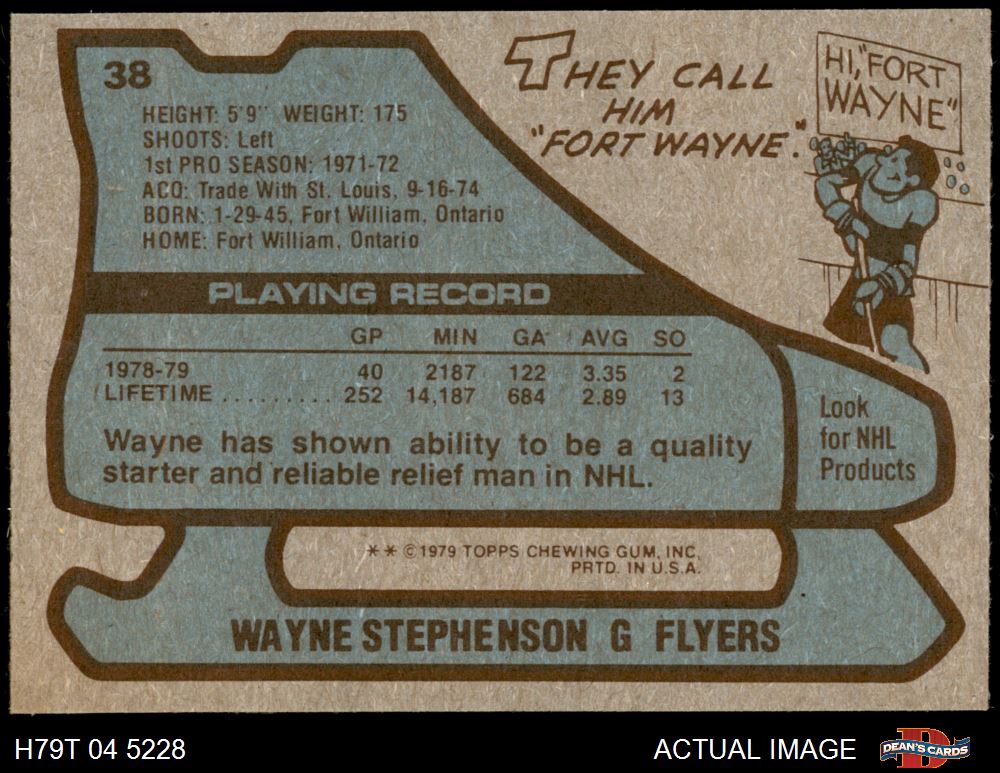 38
HEIGHT: 5'9" WEIGHT: 175
SHOOTS: Left
1st PRO SEASON: 1971-72
ACQ: Trade With St. Louis, 9-16-74
BORN: 1-29-45, Fort William, Ontario
HOME: Fort William, Ontario
THEY CALL
HIM
"FORT WAYNE".
HI, "FORT
WAYNE"
PLAYING RECORD
GP MIN GA AVG SO
1978-79 40 2187 122 3.35 2
LIFETIME ......... 252 14,187 684 2.89 13
Wayne has shown ability to be a quality
starter and reliable relief man in NHL.
Look
for NHL
Products
** ©1979 TOPPS CHEWING GUM, INC.
PRTD. IN U.S.A.
WAYNE STEPHENSON G FLYERS
H79T 04 5228
ACTUAL IMAGE
DEAN'S CARDS